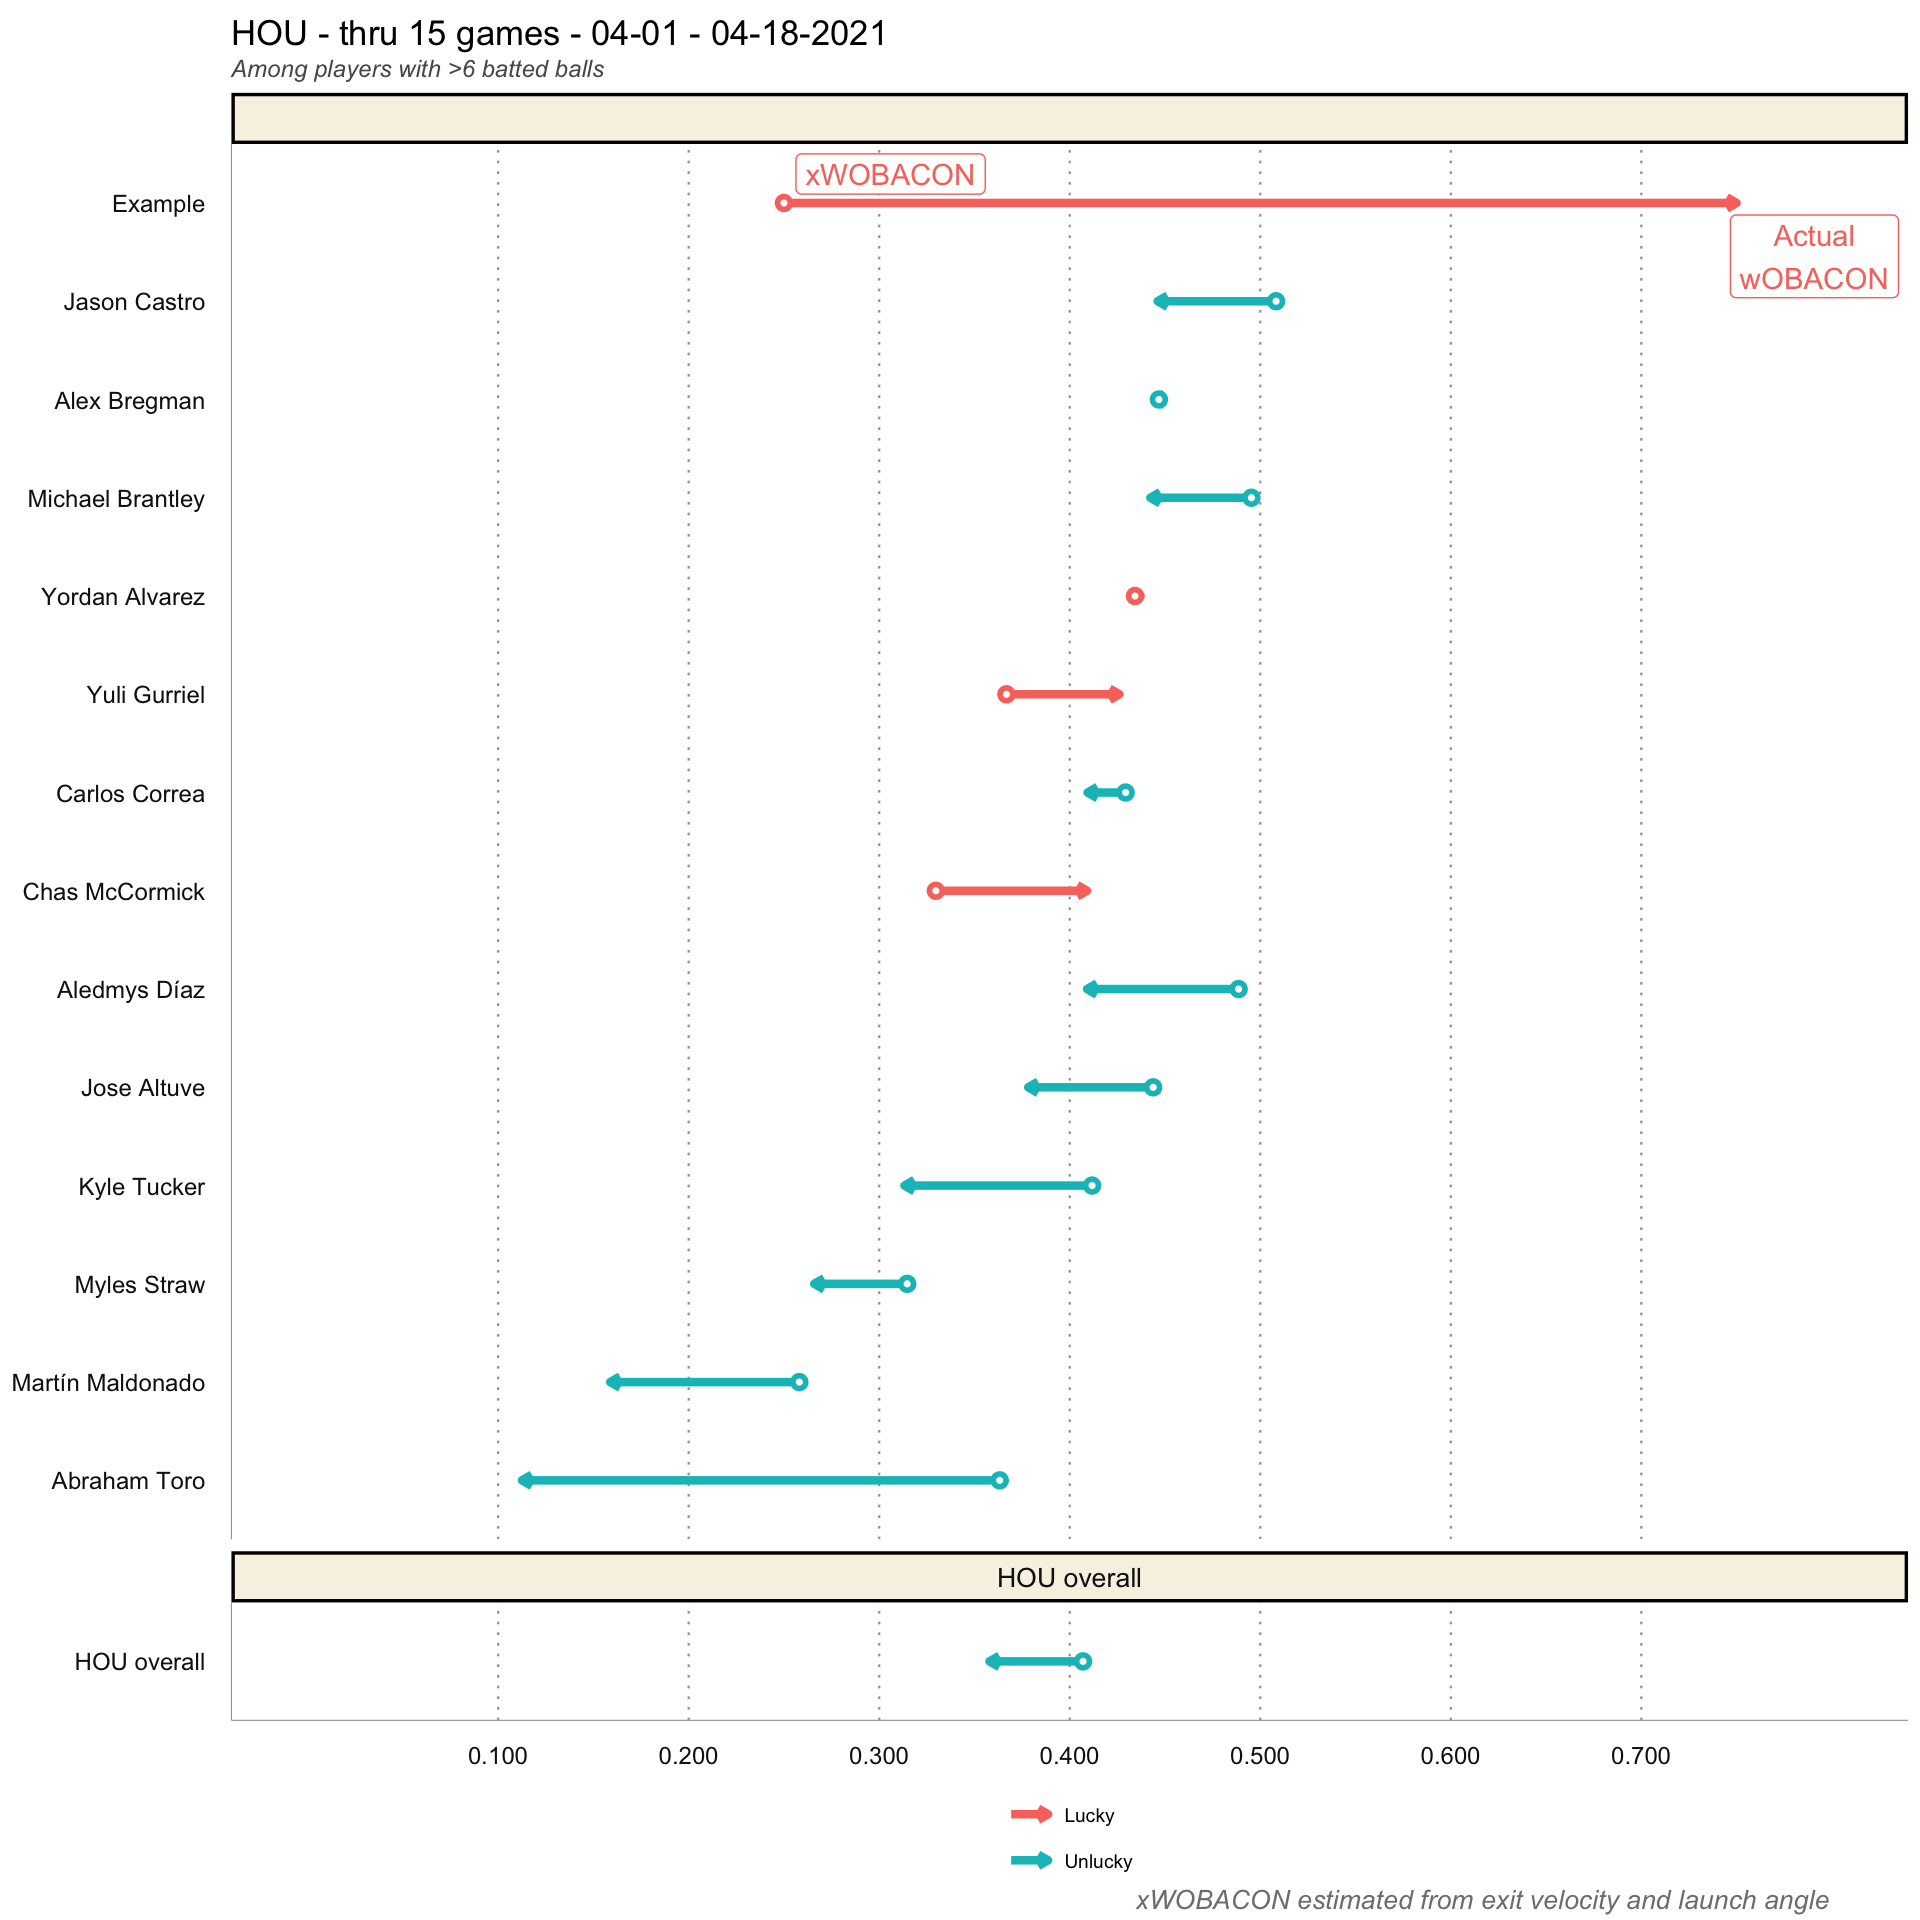 HOU - thru 15 games - 04-01 - 04-18-2021
Among players with >6 batted balls
xWOBACON
Example
Actual
wOBACON
Jason Castro
Alex Bregman
Michael Brantley
Yordan Alvarez
Yuli Gurriel
Carlos Correa
Chas McCormick
Aledmys Díaz
Jose Altuve
Kyle Tucker
Myles Straw
Martín Maldonado
Abraham Toro
HOU overall
HOU overall
0.100 0.200 0.300 0.400 0.500 0.600 0.700
Lucky
Unlucky
xWOBACON estimated from exit velocity and launch angle